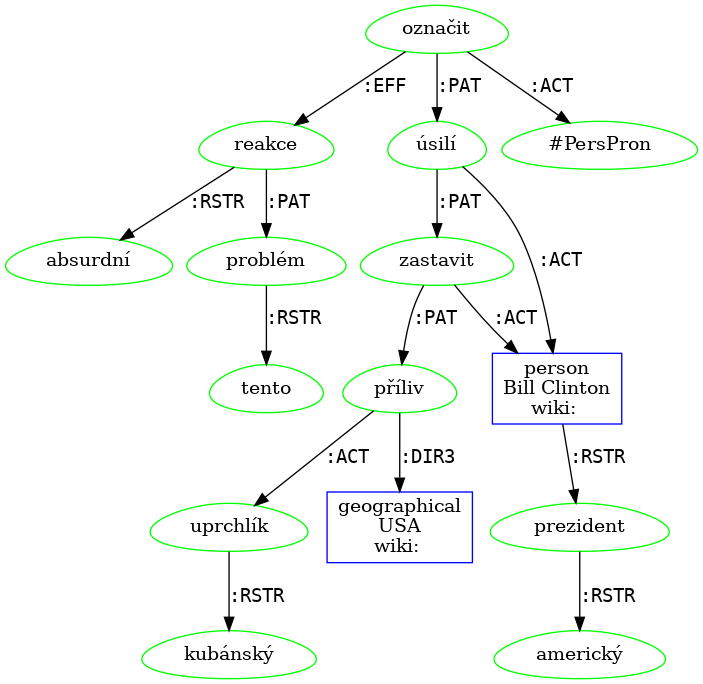 označit
:EFF :PAT :ACT
reakce úsilí #PersPron
:RSTR :PAT :PAT :ACT
absurdní problém zastavit
:RSTR :PAT :ACT
tento příliv
person
Bill Clinton
wiki:
:ACT :DIR3 :RSTR
uprchlík
geographical
USA
wiki:
prezident
:RSTR :RSTR
kubánský americký